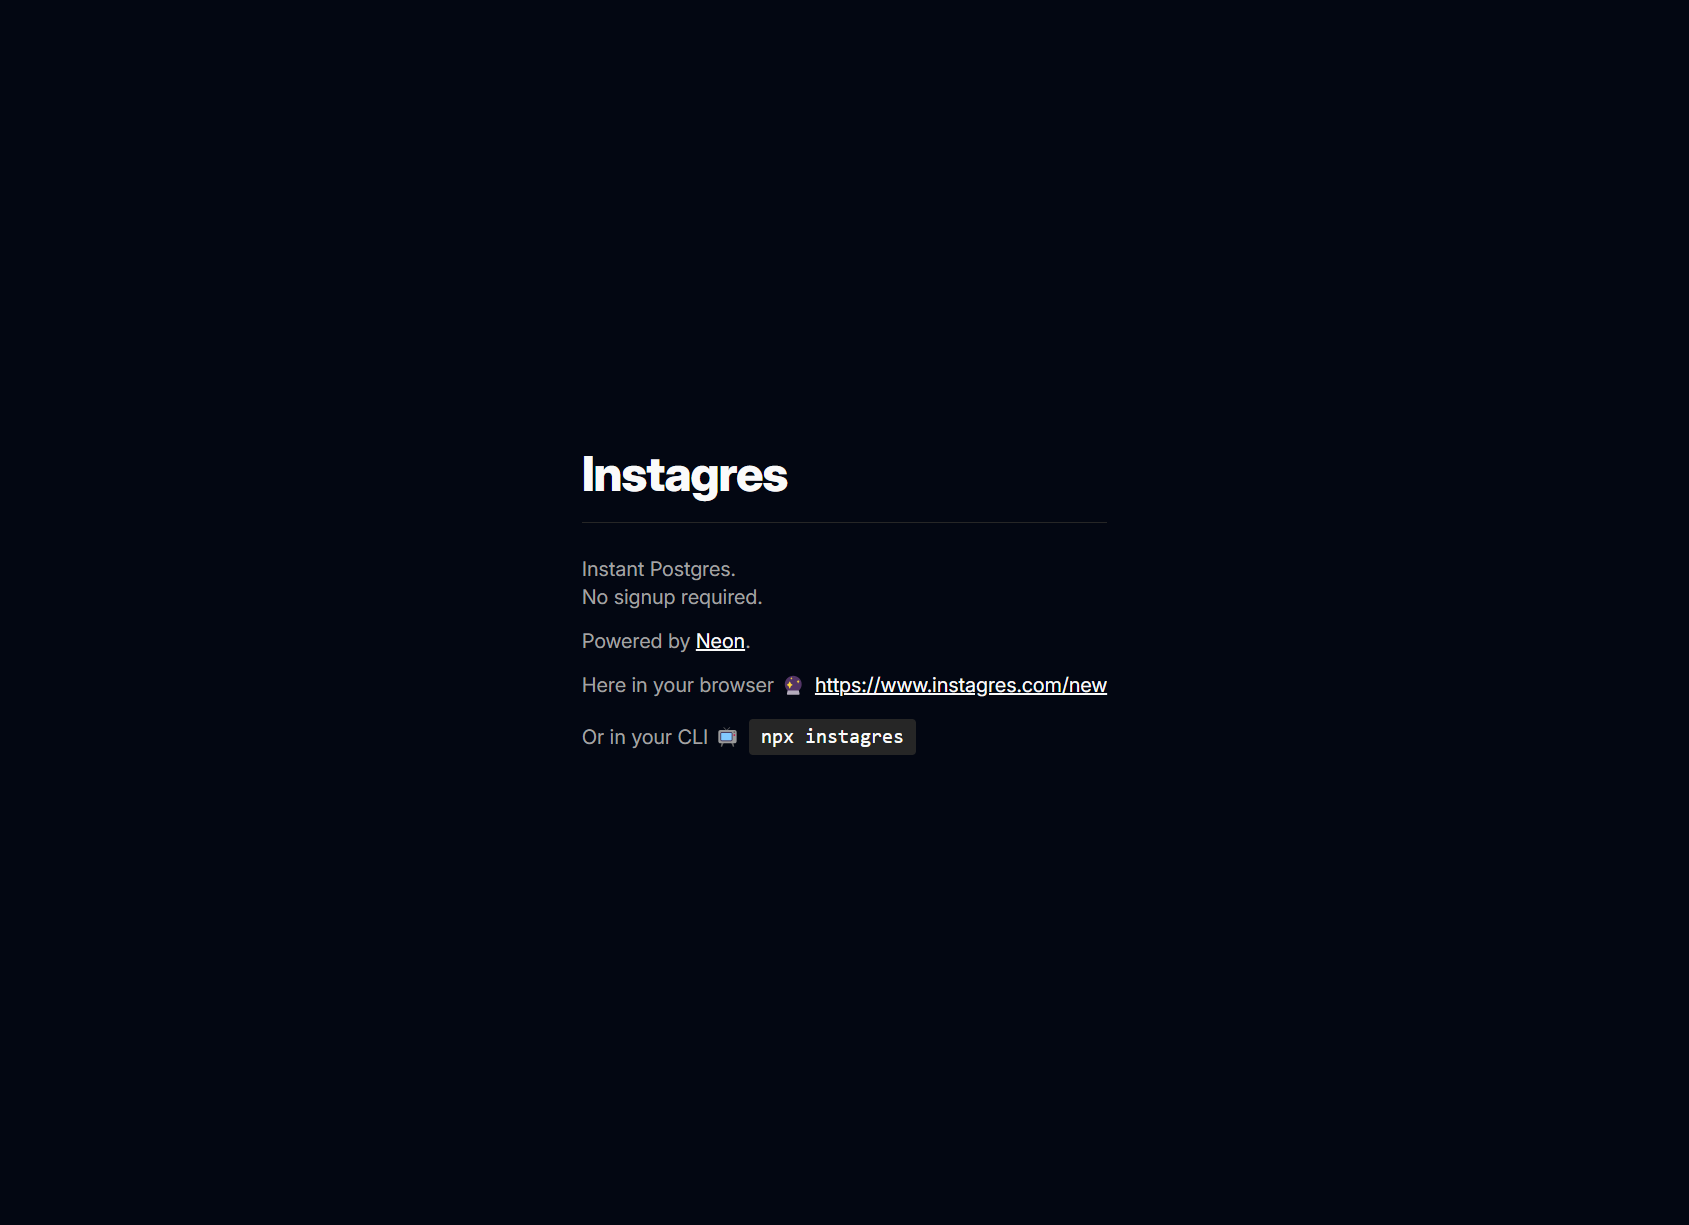 Instagres
Instant Postgres.
No signup required.
Powered by Neon.
Here in your browser 🔮 https://www.instagres.com/new
Or in your CLI 📺 npx instagres